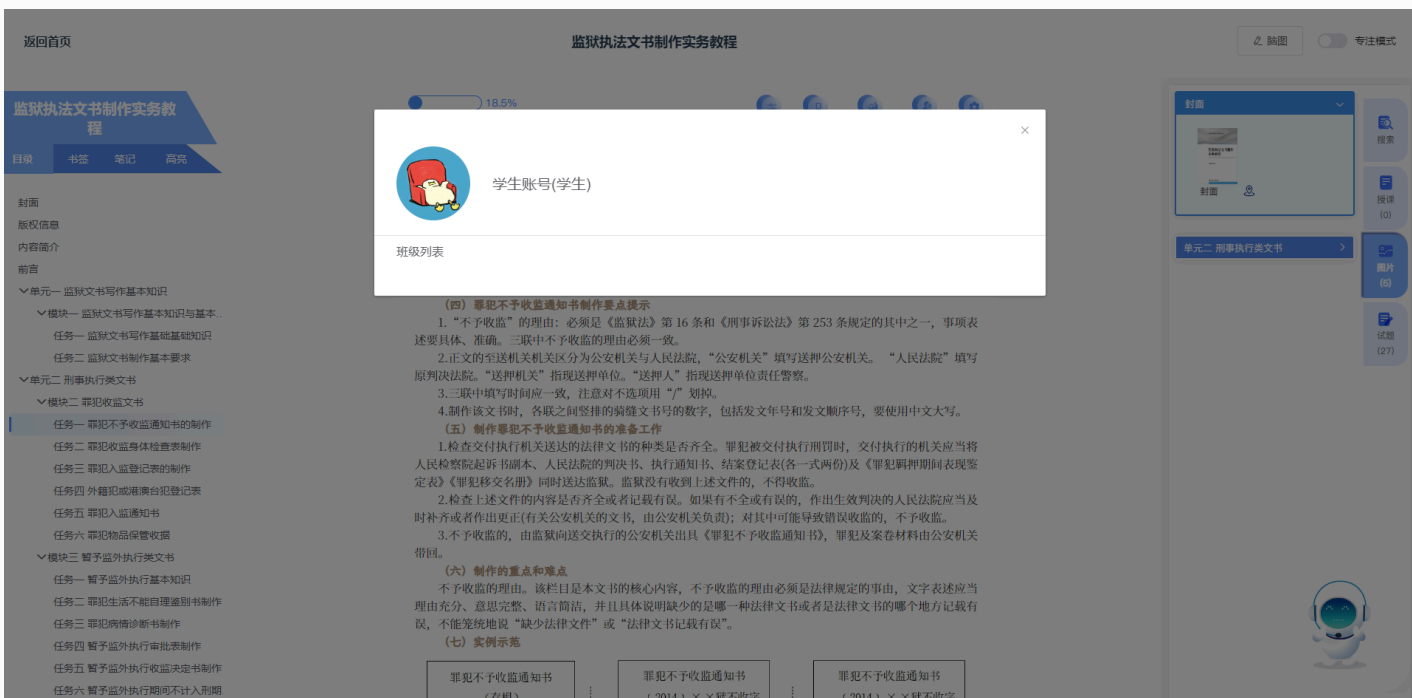 返回首页
监狱执法文书制作实务教程
脑图
专注模式
监狱执法文书制作实务教
程
目录
书签
笔记
高亮
封面
版权信息
内容简介
前言
单元一 监狱文书写作基本知识
模块一 监狱文书写作基本知识与基本..
任务一 监狱文书写作基础基础知识
任务二 监狱文书制作基本要求
单元二 刑事执行类文书
模块二 罪犯收监文书
任务一 罪犯不予收监通知书的制作
任务二 罪犯收监身体检查表制作
任务三 罪犯入监登记表的制作
任务四 外籍犯或港澳台犯登记表
任务五 罪犯入监通知书
任务六 罪犯物品保管收据
模块三 暂予监外执行类文书
任务一 暂予监外执行基本知识
任务二 罪犯生活不能自理鉴别书制作
任务三 罪犯病情诊断书制作
任务四 暂予监外执行审批表制作
任务五 暂予监外执行收监决定书制作
任务六 暂予监外执行期间不计入刑期
18.5%
学生账号(学生)
班级列表
（四）罪犯不予收监通知书制作要点提示
1.“不予收监”的理由：必须是《监狱法》第 16 条和《刑事诉讼法》第 253 条规定的其中之一，事项表
述要具体、准确。三联中不予收监的理由必须一致。
2.正文的至送机关机关区分为公安机关与人民法院，“公安机关”填写送押公安机关。 “人民法院”填写
原判决法院。“送押机关”指现送押单位。“送押人”指现送押单位责任警察。
3.三联中填写时间应一致，注意对不选项用“/”划掉。
4.制作该文书时，各联之间竖排的骑缝文书号的数字，包括发文年号和发文顺序号，要使用中文大写。
（五）制作罪犯不予收监通知书的准备工作
1.检查交付执行机关送达的法律文书的种类是否齐全。罪犯被交付执行刑罚时，交付执行的机关应当将
人民检察院起诉书副本、人民法院的判决书、执行通知书、结案登记表(各一式两份)及《罪犯羁押期间表现鉴
定表》《罪犯移交名册》同时送达监狱。监狱没有收到上述文件的，不得收监。
2.检查上述文件的内容是否齐全或者记载有误。如果有不全或有误的，作出生效判决的人民法院应当及
时补齐或者作出更正(有关公安机关的文书，由公安机关负责)；对其中可能导致错误收监的，不予收监。
3.不予收监的，由监狱向送交执行的公安机关出具《罪犯不予收监通知书》，罪犯及案卷材料由公安机关
带回。
（六）制作的重点和难点
不予收监的理由。该栏目是本文书的核心内容，不予收监的理由必须是法律规定的事由，文字表述应当
理由充分、意思完整、语言简洁，并且具体说明缺少的是哪一种法律文书或者是法律文书的哪个地方记载有
误，不能笼统地说“缺少法律文件”或“法律文书记载有误”。
（七）实例示范
罪犯不予收监通知书
（存根）
罪犯不予收监通知书
（2014）××狱不收字
罪犯不予收监通知书
（2014）××狱不收字
封面
封面
单元二 刑事执行类文书
搜索
授课
(0)
图片
(5)
试题
(27)